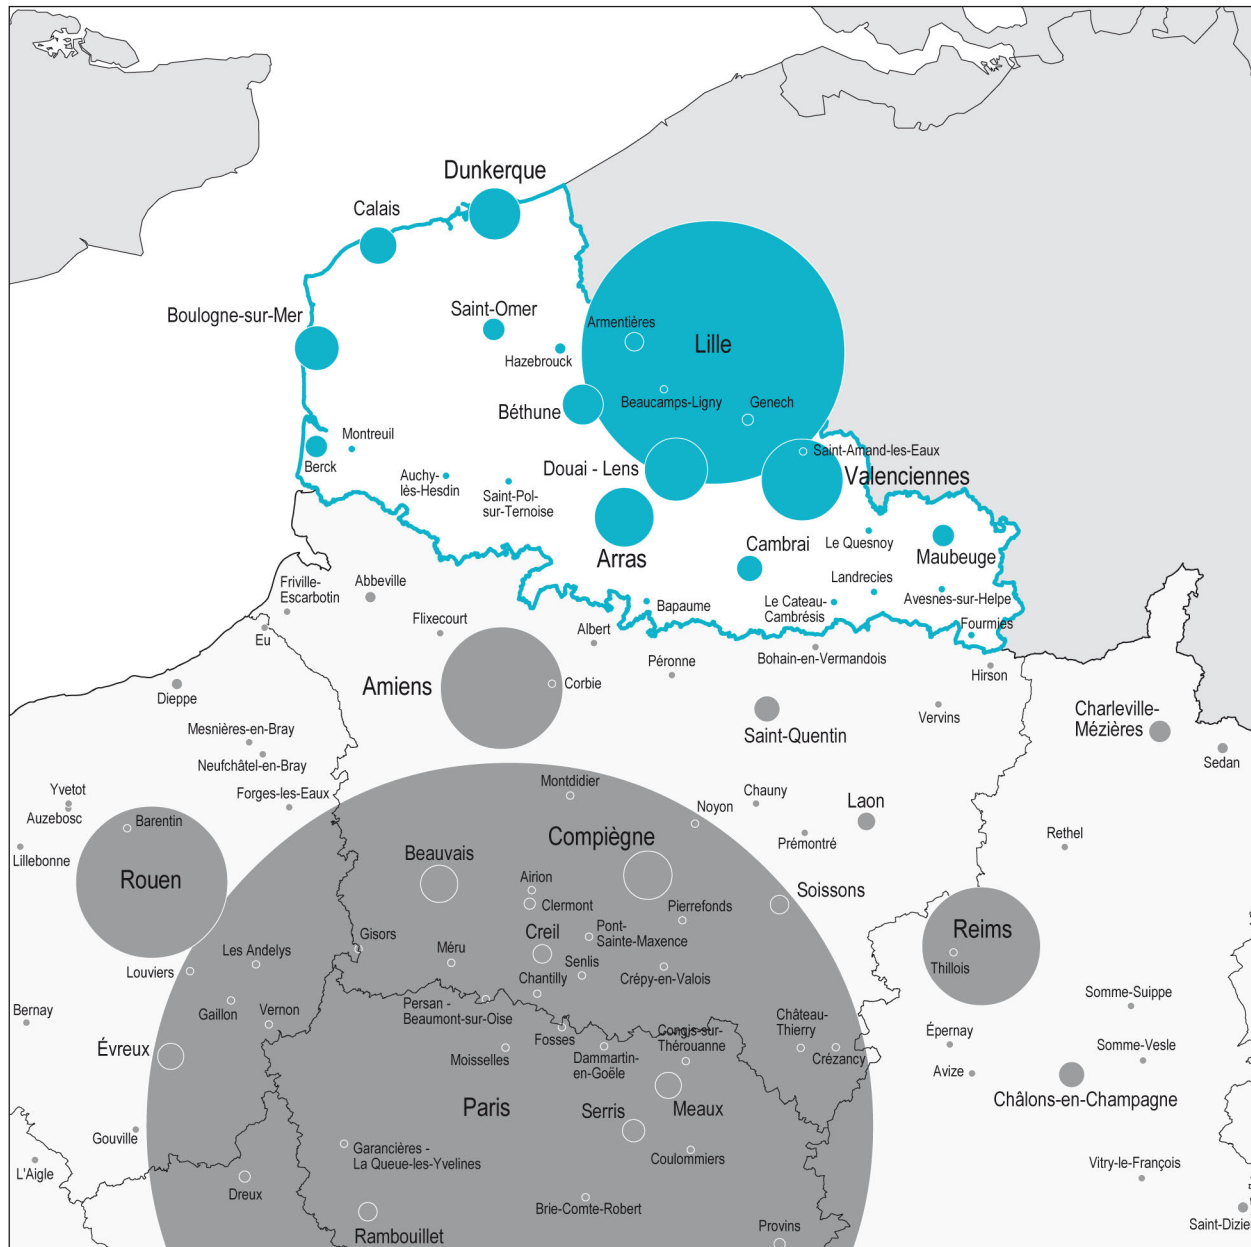 Dunkerque
Calais
Boulogne-sur-Mer
Saint-Omer
Armentières
Lille
Hazebrouck
Beaucamps-Ligny
Genech
Béthune
Montreuil
Berck
Auchy-
lès-Hesdin
Saint-Pol-
sur-Ternoise
Douai - Lens
Saint-Amand-les-Eaux
Valenciennes
Arras
Cambrai
Le Quesnoy
Maubeuge
Landrecies
Avesnes-sur-Helpe
Bapaume
Le Cateau-
Cambrésis
Fourmies
Friville-
Escarbotin
Abbeville
Flixecourt
Albert
Eu
Péronne
Bohain-en-Vermandois
Hirson
Amiens
Corbie
Dieppe
Mesnières-en-Bray
Neufchâtel-en-Bray
Saint-Quentin
Vervins
Charleville-
Mézières
Sedan
Yvetot
Auzebosc
Forges-les-Eaux
Montdidier
Noyon
Chauny
Laon
Barentin
Lillebonne
Rouen
Beauvais
Compiègne
Prémontré
Rethel
Airion
Clermont
Pierrefonds
Soissons
Creil
Pont-
Sainte-Maxence
Reims
Thillois
Gisors
Les Andelys
Louviers
Méru
Senlis
Chantilly
Crépy-en-Valois
Gaillon
Vernon
Bernay
Persan -
Beaumont-sur-Oise
Fosses
Congis-sur-
Thérouanne
Château-
Thierry
Crézancy
Somme-Suippe
Épernay
Somme-Vesle
Évreux
Moisselles
Dammartin-
en-Goële
Avize
Paris
Serris
Meaux
Châlons-en-Champagne
Gouville
Garancières -
La Queue-les-Yvelines
Coulommiers
L'Aigle
Vitry-le-François
Dreux
Brie-Comte-Robert
Rambouillet
Provins
Saint-Dizier